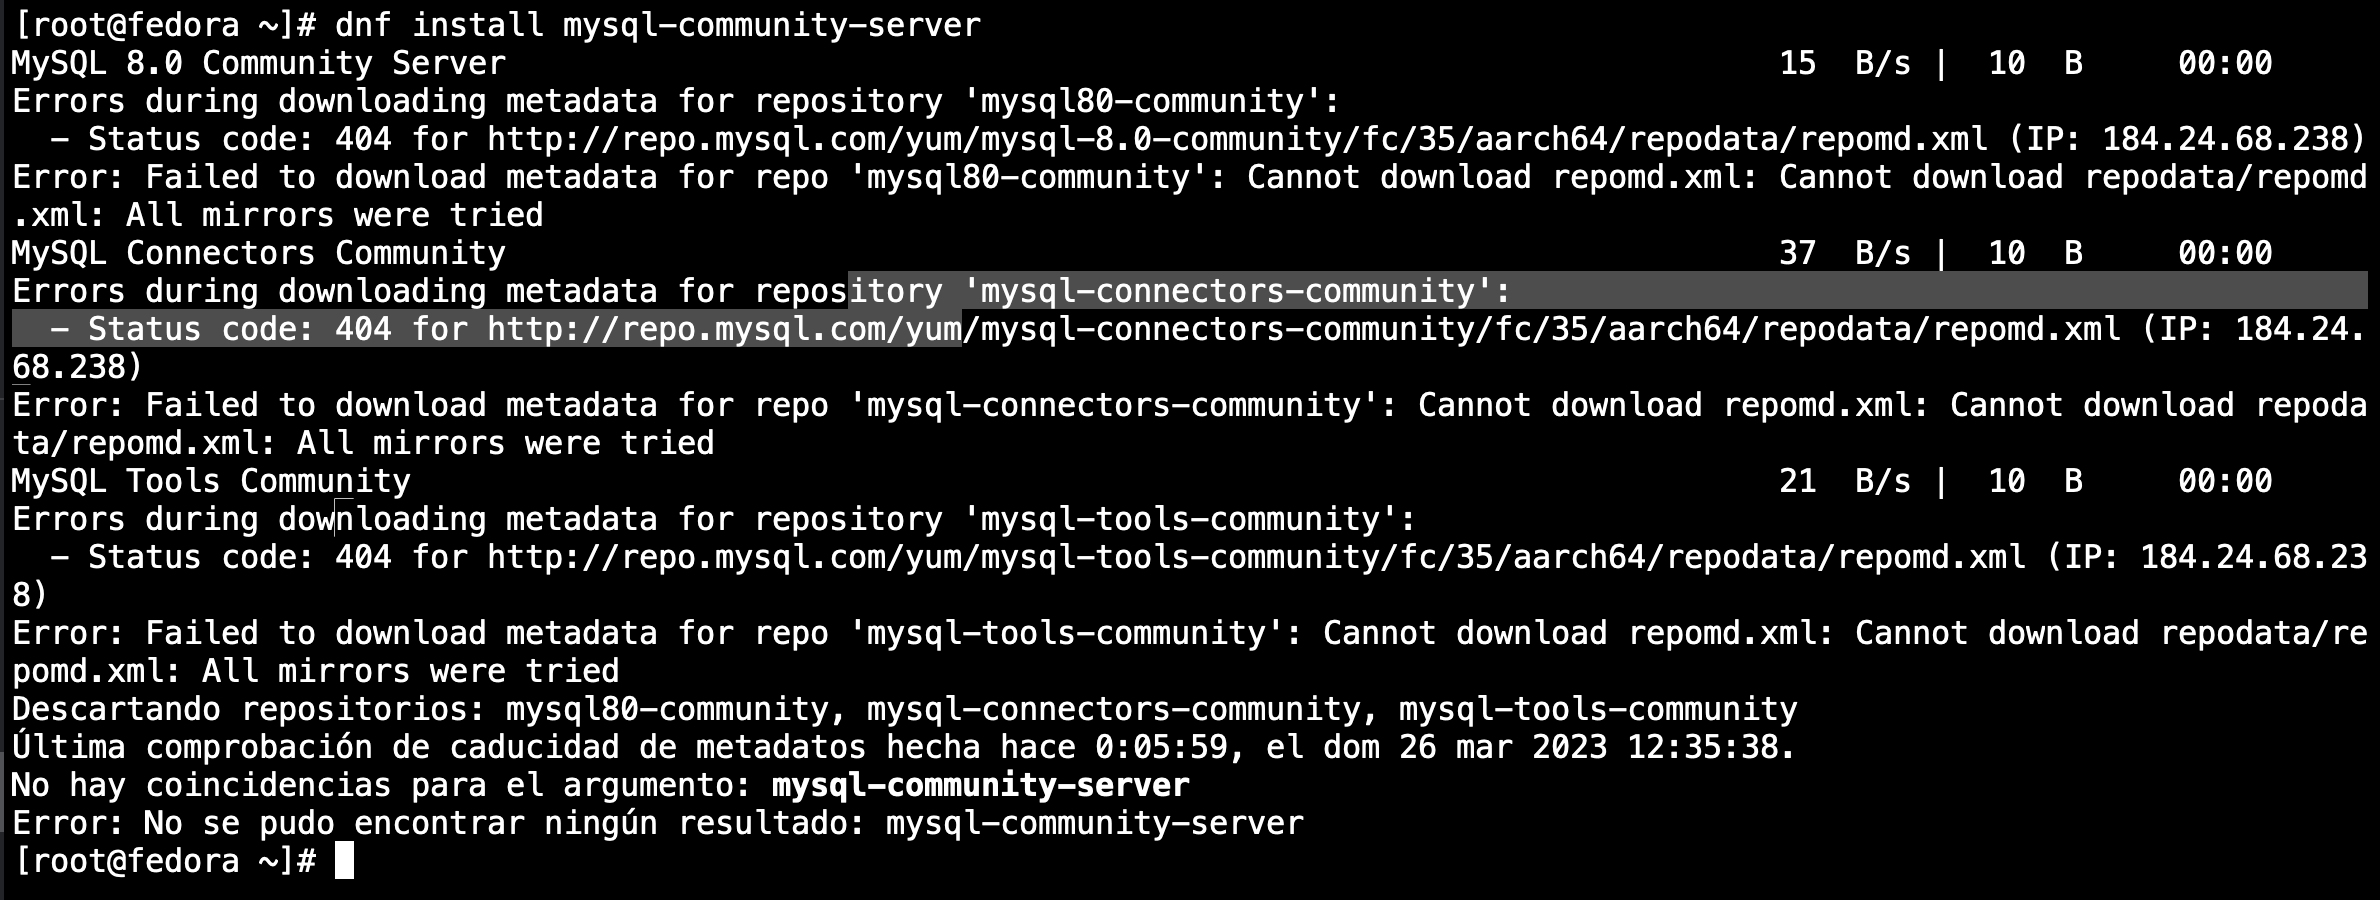 [root@fedora ~]# dnf install mysql-community-server
MySQL 8.0 Community Server 15 B/s | 10 B 00:00
Errors during downloading metadata for repository 'mysql80-community':
- Status code: 404 for http://repo.mysql.com/yum/mysql-8.0-community/fc/35/aarch64/repodata/repomd.xml (IP: 184.24.68.238)
Error: Failed to download metadata for repo 'mysql80-community': Cannot download repomd.xml: Cannot download repodata/repomd
.xml: All mirrors were tried
MySQL Connectors Community 37 B/s | 10 B 00:00
Errors during downloading metadata for repository 'mysql-connectors-community':
- Status code: 404 for http://repo.mysql.com/yum/mysql-connectors-community/fc/35/aarch64/repodata/repomd.xml (IP: 184.24.
68.238)
Error: Failed to download metadata for repo 'mysql-connectors-community': Cannot download repomd.xml: Cannot download repoda
ta/repomd.xml: All mirrors were tried
MySQL Tools Community 21 B/s | 10 B 00:00
Errors during downloading metadata for repository 'mysql-tools-community':
- Status code: 404 for http://repo.mysql.com/yum/mysql-tools-community/fc/35/aarch64/repodata/repomd.xml (IP: 184.24.68.23
8)
Error: Failed to download metadata for repo 'mysql-tools-community': Cannot download repomd.xml: Cannot download repodata/re
pomd.xml: All mirrors were tried
Descartando repositorios: mysql80-community, mysql-connectors-community, mysql-tools-community
Última comprobación de caducidad de metadatos hecha hace 0:05:59, el dom 26 mar 2023 12:35:38.
No hay coincidencias para el argumento: mysql-community-server
Error: No se pudo encontrar ningún resultado: mysql-community-server
[root@fedora ~]#